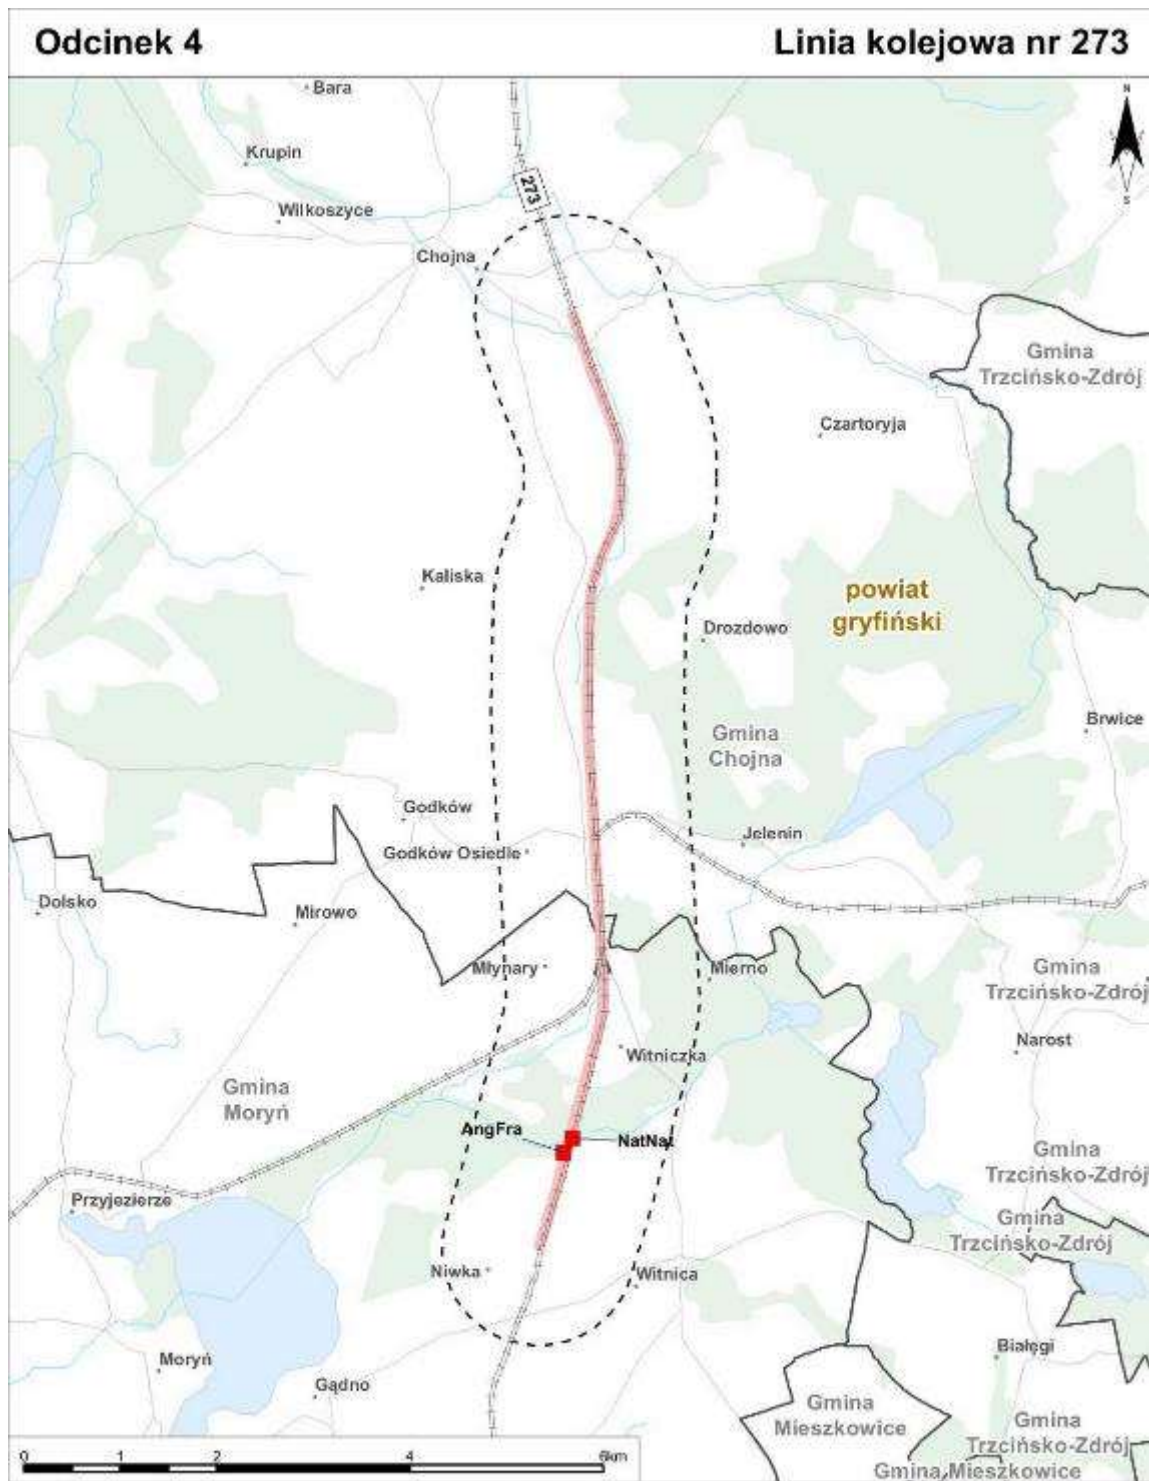 Odcinek 4
Linia kolejowa nr 273
Bara
N
S
Krupin
273
Wilkoszyce
Chojna
Gmina
Trzcińsko-Zdrój
Czartoryja
Kaliska
powiat
gryfiński
Drozdowo
Gmina
Chojna
Brwice
Godków
Jelenin
Godków Osiedle
Dolsko
Mirowo
Młynary
Mierno
Gmina
Trzcińsko-Zdrój
Narost
Witniczka
Gmina
Moryń
AngFra
NatNat
Gmina
Trzcińsko-Zdrój
Przyjezierze
Gmina
Trzcińsko-Zdrój
Niwka
Witnica
Białęgi
Moryń
Gądno
Gmina
Mieszkowice
Gmina
Trzcińsko-Zdrój
Gmina Mieszkowice
0 1 2 4 6km